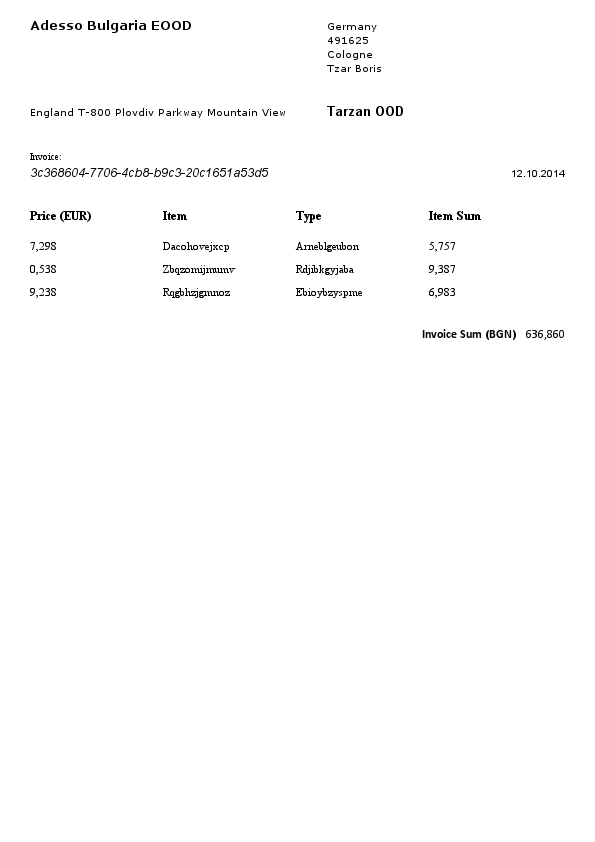 Adesso Bulgaria EOOD
Germany
491625
Cologne
Tzar Boris
England T-800 Plovdiv Parkway Mountain View
Tarzan OOD
Invoice:
3c368604-7706-4cb8-b9c3-20c1651a53d5 12.10.2014
Price (EUR) Item Type Item Sum
7,298 Dacohovejxcp Arneblgeubon 5,757
0,538 Zbqzomijmumv Rdjibkgyjaba 9,387
9,238 Rqgbhzjgmnoz Ebioybzyspme 6,983
Invoice Sum (BGN) 636,860